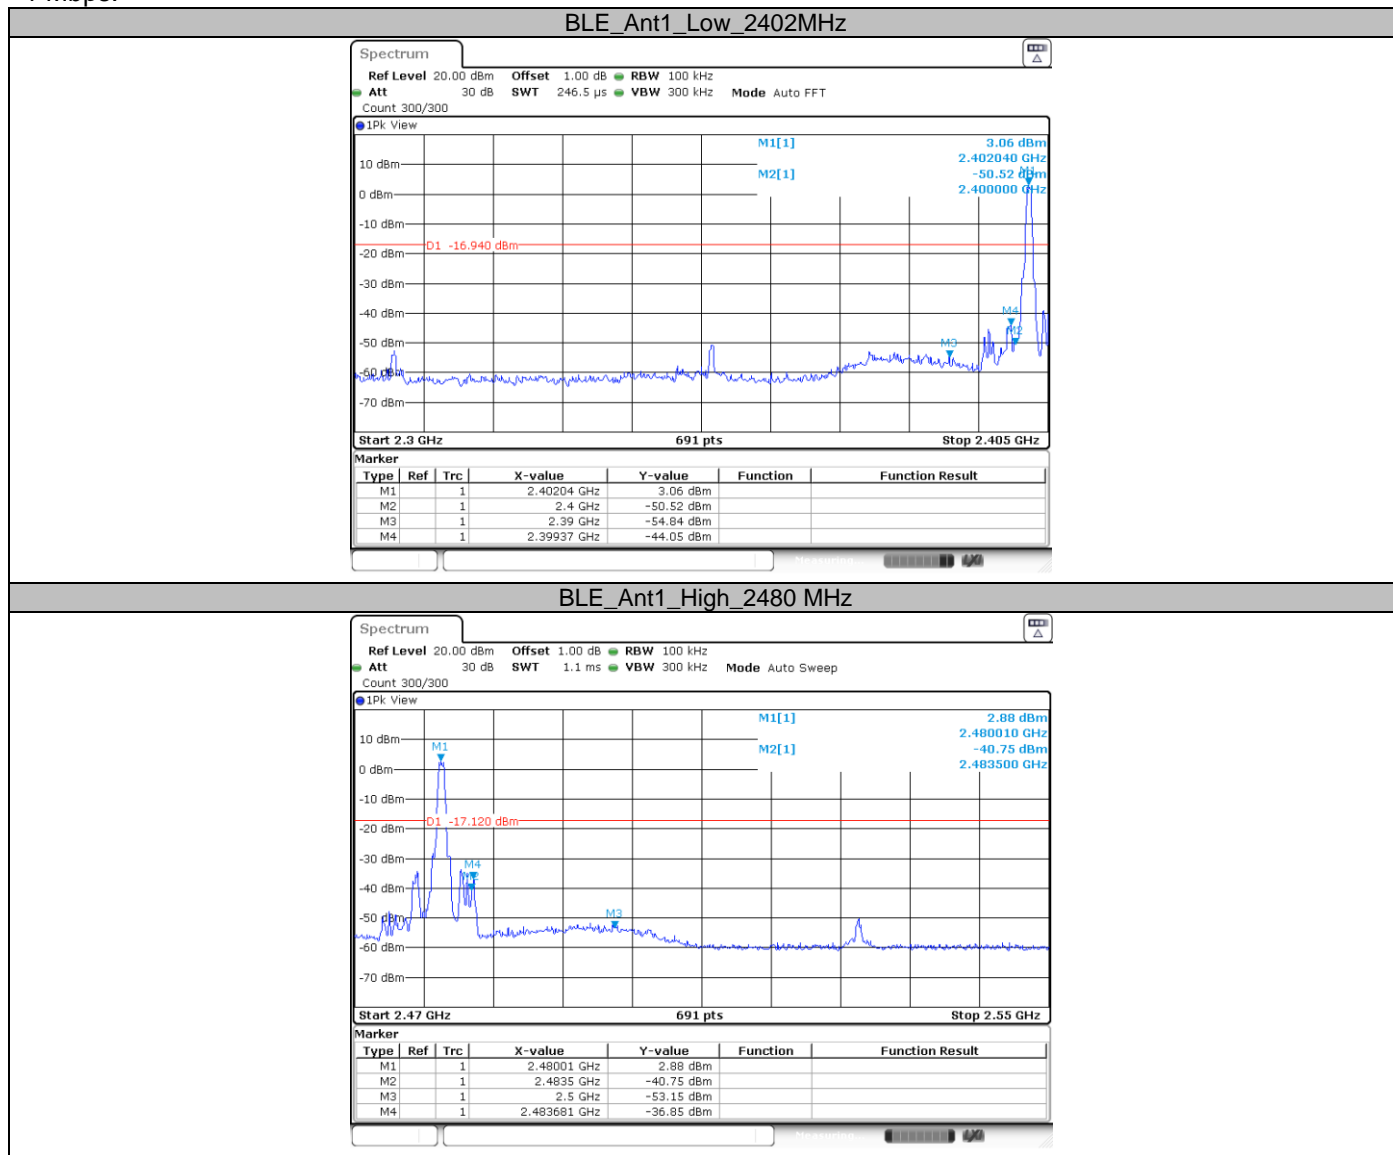 BLE_Ant1_Low_2402MHz
Spectrum
Ref Level 20.00 dBm Offset 1.00 dB RBW 100 kHz
Att 30 dB SWT 246.5 µs VBW 300 kHz Mode Auto FFT
Count 300/300
1Pk View
M1[1] 3.06 dBm
2.402040 GHz
M2[1] -50.52 dBm
2.400000 GHz
M1
10 dBm
0 dBm
-10 dBm
D1 -16.940 dBm
-20 dBm
-30 dBm
-40 dBm
M4
M2
-50 dBm
M3
-60 dBm
-70 dBm
Start 2.3 GHz 691 pts Stop 2.405 GHz
Marker
Type Ref Trc X-value Y-value Function Function Result
M1 1 2.40204 GHz 3.06 dBm
M2 1 2.4 GHz -50.52 dBm
M3 1 2.39 GHz -54.84 dBm
M4 1 2.39937 GHz -44.05 dBm
Measuring...
BLE_Ant1_High_2480 MHz
Spectrum
Ref Level 20.00 dBm Offset 1.00 dB RBW 100 kHz
Att 30 dB SWT 1.1 ms VBW 300 kHz Mode Auto Sweep
Count 300/300
1Pk View
M1[1] 2.88 dBm
2.480010 GHz
M2[1] -40.75 dBm
2.483500 GHz
10 dBm
M1
0 dBm
-10 dBm
D1 -17.120 dBm
-20 dBm
-30 dBm
M4
M2
-40 dBm
-50 dBm
M3
-60 dBm
-70 dBm
Start 2.47 GHz 691 pts Stop 2.55 GHz
Marker
Type Ref Trc X-value Y-value Function Function Result
M1 1 2.48001 GHz 2.88 dBm
M2 1 2.4835 GHz -40.75 dBm
M3 1 2.5 GHz -53.15 dBm
M4 1 2.483681 GHz -36.85 dBm
Measuring...